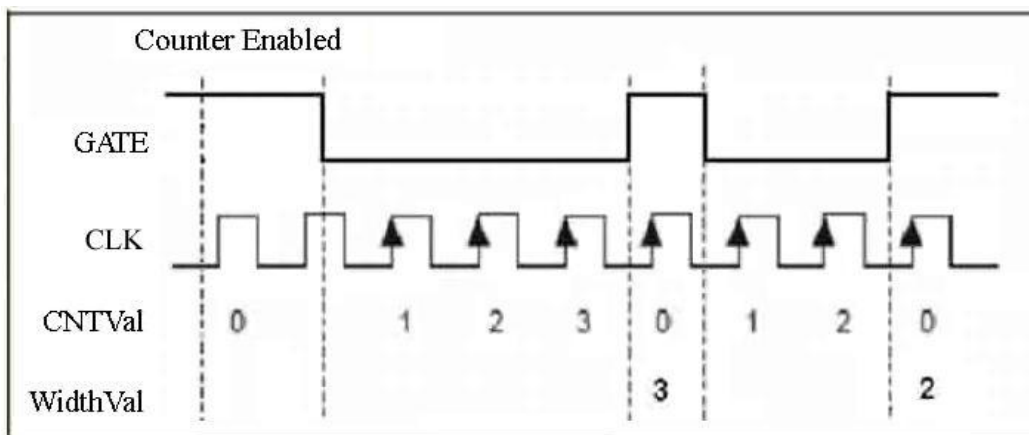 Counter Enabled
GATE
CLK
CNTVal 0 1 2 3 0 1 2 0
WidthVal 3 2